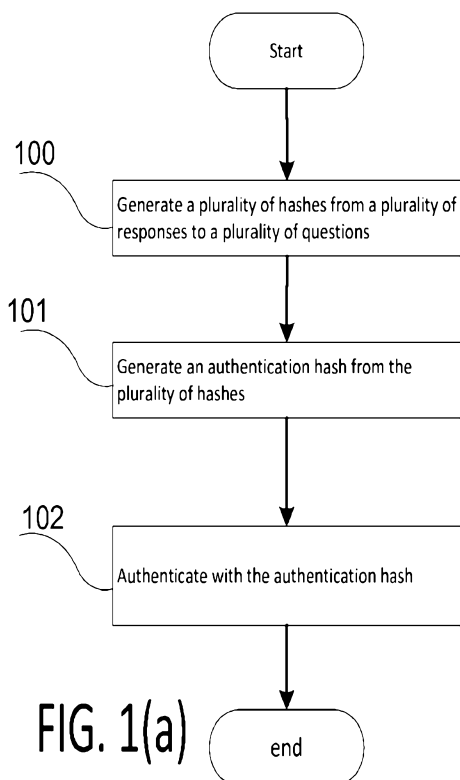 Start
100
Generate a plurality of hashes from a plurality of
responses to a plurality of questions
101
Generate an authentication hash from the
plurality of hashes
102
Authenticate with the authentication hash
FIG. 1(a)
end